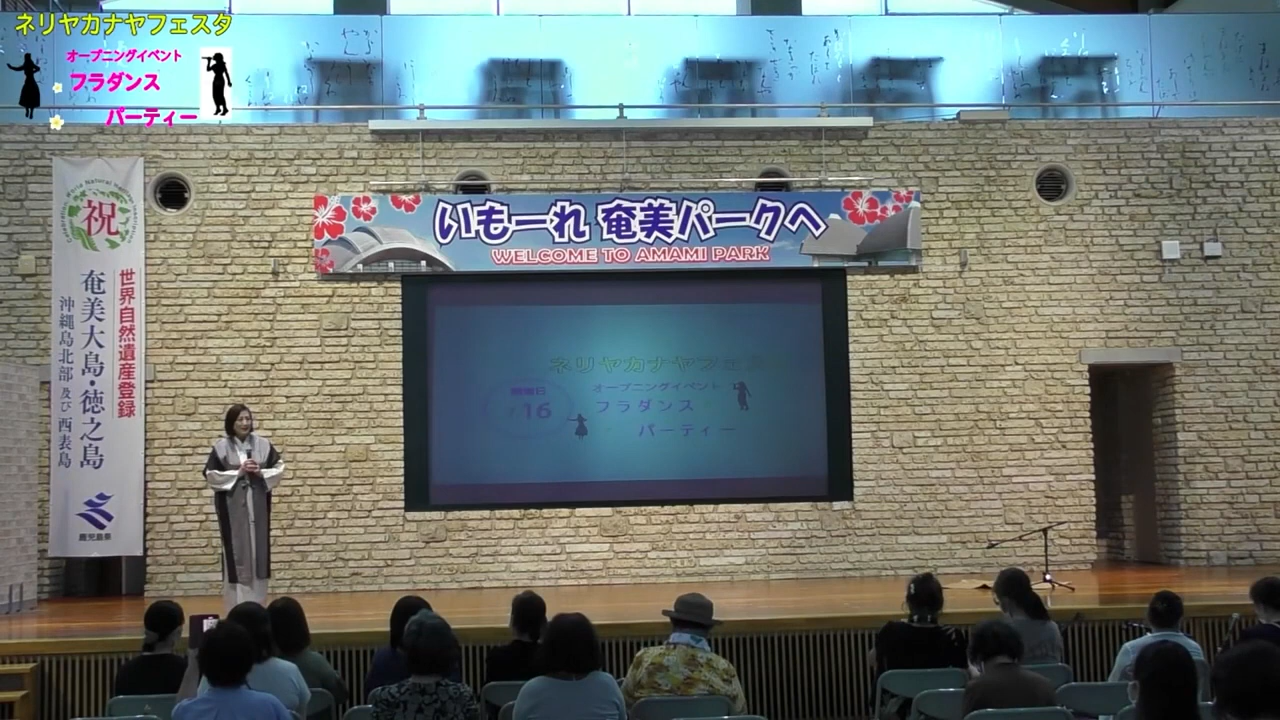 ネリヤカナヤフェスタ
オープニングイベント
フラダンス
パーティー
祝
世界自然遺産登録
奄美大島・徳之島
沖縄島北部 及び 西表島
鹿児島県
いもーれ 奄美パークへ
WELCOME TO AMAMI PARK
ネリヤカナヤフェスタ
オープニングイベント
16
フラダンス
パーティー